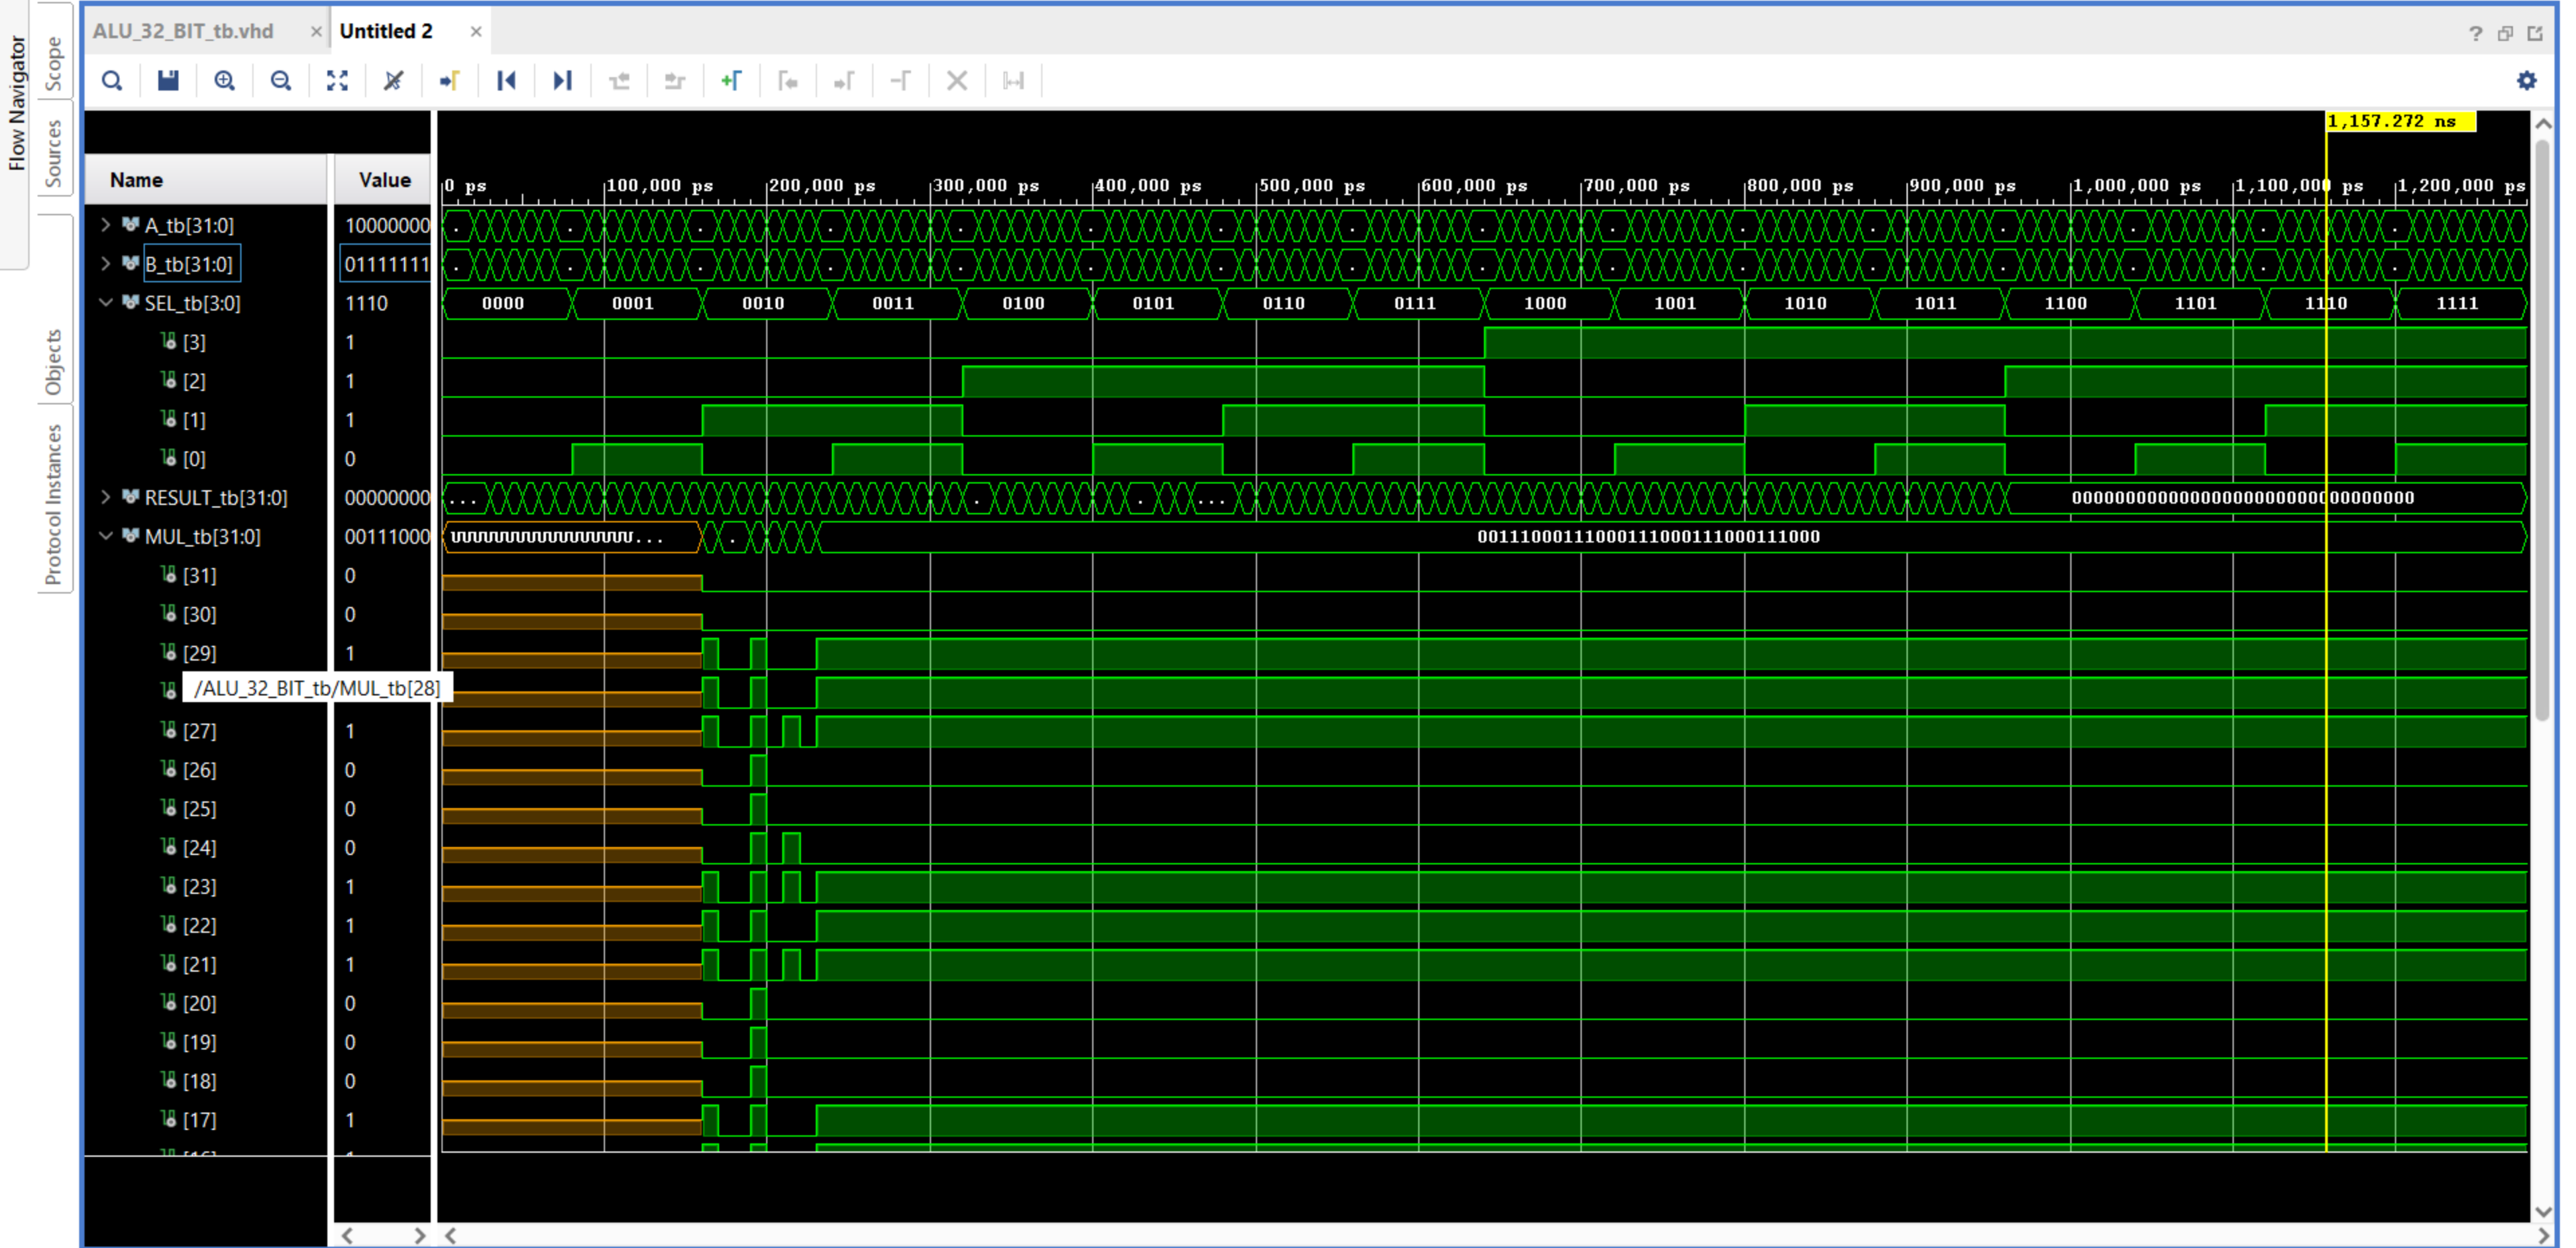 ALU_32_BIT_tb.vhd × Untitled 2 ×
?
Flow Navigator
Scope
Sources
Objects
Protocol Instances
1,157.272 ns
Name Value
0 ps 100,000 ps 200,000 ps 300,000 ps 400,000 ps 500,000 ps 600,000 ps 700,000 ps 800,000 ps 900,000 ps 1,000,000 ps 1,100,000 ps 1,200,000 ps
A_tb[31:0] 10000000
B_tb[31:0] 01111111
SEL_tb[3:0] 1110 0000 0001 0010 0011 0100 0101 0110 0111 1000 1001 1010 1011 1100 1101 1110 1111
[3] 1
[2] 1
[1] 1
[0] 0
RESULT_tb[31:0] 00000000 ... . . ... 00000000000000000000000000000000
MUL_tb[31:0] 00111000 UUUUUUUUUUUUUUUUU... . 00111000111000111000111000111000
[31] 0
[30] 0
[29] 1
/ALU_32_BIT_tb/MUL_tb[28]
[27] 1
[26] 0
[25] 0
[24] 0
[23] 1
[22] 1
[21] 1
[20] 0
[19] 0
[18] 0
[17] 1